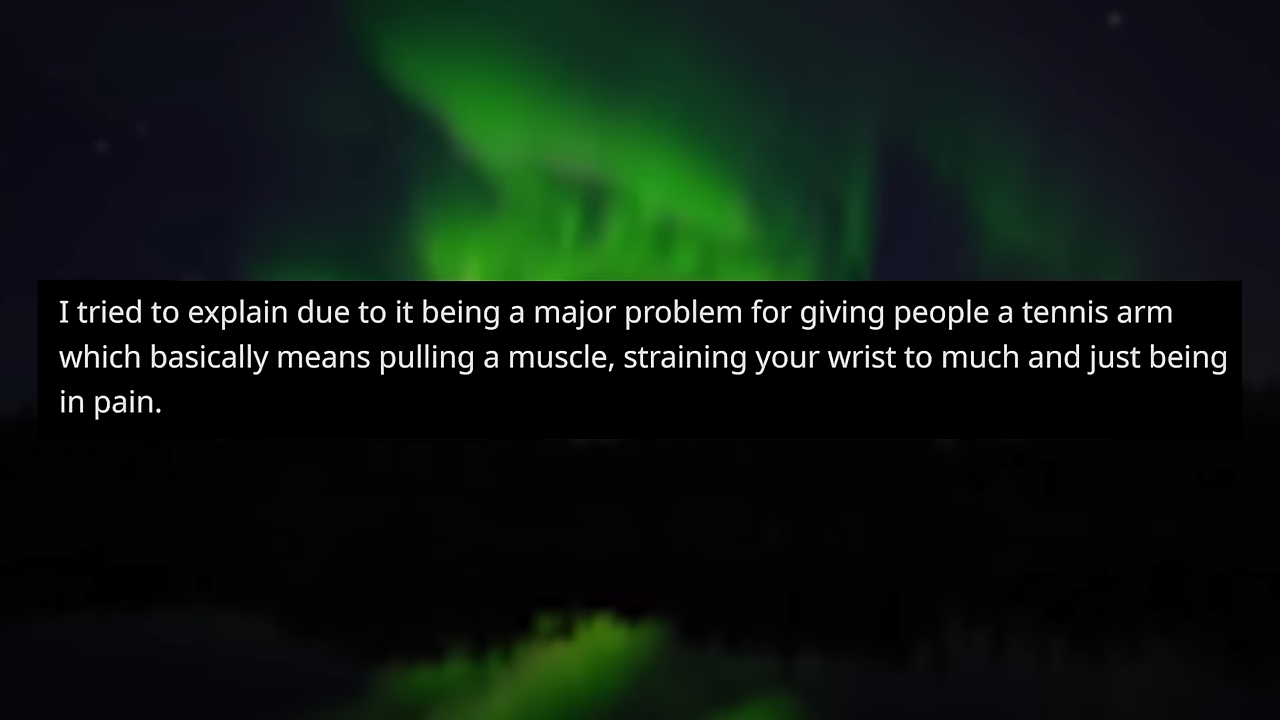 I tried to explain due to it being a major problem for giving people a tennis arm
which basically means pulling a muscle, straining your wrist to much and just being
in pain.